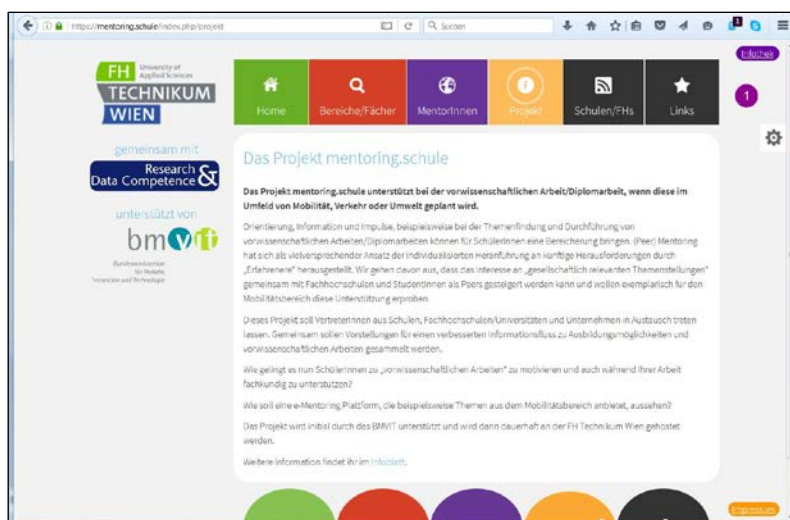 https://mentoring.schule/index.php/projekt
Suchen
1
Infothek
FH University of
Applied Sciences
TECHNIKUM
WIEN
Home
Bereiche/Fächer
MentorInnen
Projekt
Schulen/FHs
Links
1
gemeinsam mit
Research &
Data Competence
unterstützt von
bmvit
Bundesministerium
für Verkehr,
Innovation und Technologie
Das Projekt mentoring.schule
Das Projekt mentoring.schule unterstützt bei der vorwissenschaftlichen Arbeit/Diplomarbeit, wenn diese im
Umfeld von Mobilität, Verkehr oder Umwelt geplant wird.
Orientierung, Information und Impulse, beispielsweise bei der Themenfindung und Durchführung von
vorwissenschaftlichen Arbeiten/Diplomarbeiten können für SchülerInnen eine Bereicherung bringen. (Peer) Mentoring
hat sich als vielversprechender Ansatz der individualisierten Heranführung an künftige Herausforderungen durch
„Erfahrenere" herausgestellt. Wir gehen davon aus, dass das Interesse an „gesellschaftlich relevanten Themenstellungen"
gemeinsam mit Fachhochschulen und StudentInnen als Peers gesteigert werden kann und wollen exemplarisch für den
Mobilitätsbereich diese Unterstützung erproben.
Dieses Projekt soll VertreterInnen aus Schulen, Fachhochschulen/Universitäten und Unternehmen in Austausch treten
lassen. Gemeinsam sollen Vorstellungen für einen verbesserten Informationsfluss zu Ausbildungsmöglichkeiten und
vorwissenschaftlichen Arbeiten gesammelt werden.
Wie gelingt es nun SchülerInnen zu „vorwissenschaftlichen Arbeiten" zu motivieren und auch während ihrer Arbeit
fachkundig zu unterstützen?
Wie soll eine e-Mentoring Plattform, die beispielsweise Themen aus dem Mobilitätsbereich anbietet, aussehen?
Das Projekt wird initial durch das BMVIT unterstützt und wird dann dauerhaft an der FH Technikum Wien gehostet
werden.
Weitere Information findet ihr im Infoblatt.
Impressum